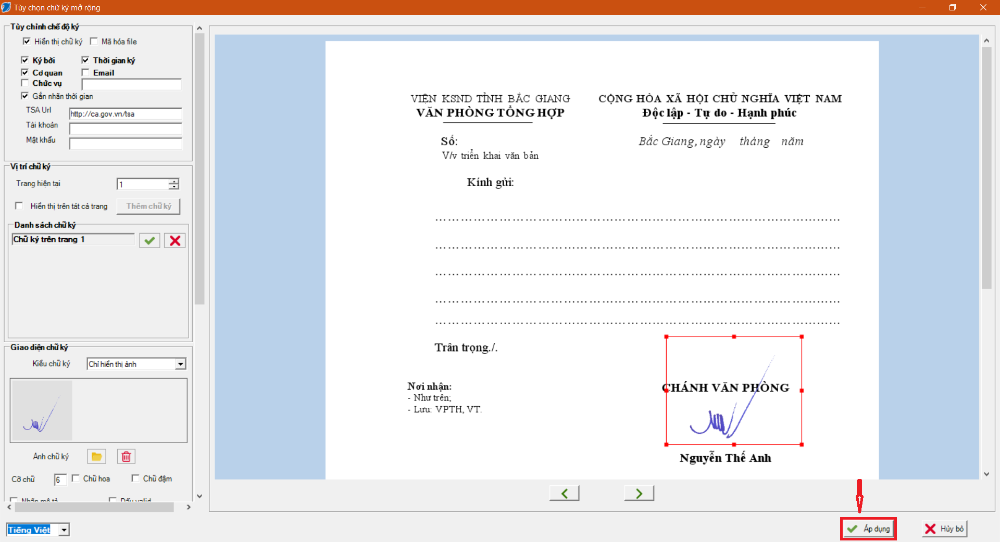 Tùy chọn chữ ký mở rộng
Tùy chỉnh chế độ ký
Hiển thị chữ ký Mã hóa file
Ký bởi Thời gian ký
Cơ quan Email
Chức vụ
Gắn nhãn thời gian
TSA Url http://ca.gov.vn/tsa
Tài khoản
Mật khẩu
Vị trí chữ ký
Trang hiện tại 1
Hiển thị trên tất cả trang Thêm chữ ký
Danh sách chữ ký
Chữ ký trên trang 1
Giao diện chữ ký
Kiểu chữ ký Chỉ hiển thị ảnh
Ảnh chữ ký
Cỡ chữ 6 Chữ hoa Chữ đậm
Nhãn mô tả Dấu valid
Tiếng Việt
VIỆN KSND TỈNH BẮC GIANG
VĂN PHÒNG TỔNG HỢP
CỘNG HÒA XÃ HỘI CHỦ NGHĨA VIỆT NAM
Độc lập - Tự do - Hạnh phúc
Số:
V/v triển khai văn bản
Bắc Giang, ngày tháng năm
Kính gửi:
Trân trọng./.
Nơi nhận:
- Như trên;
- Lưu: VPTH, VT.
CHÁNH VĂN PHÒNG
Nguyễn Thế Anh
Áp dụng
Hủy bỏ